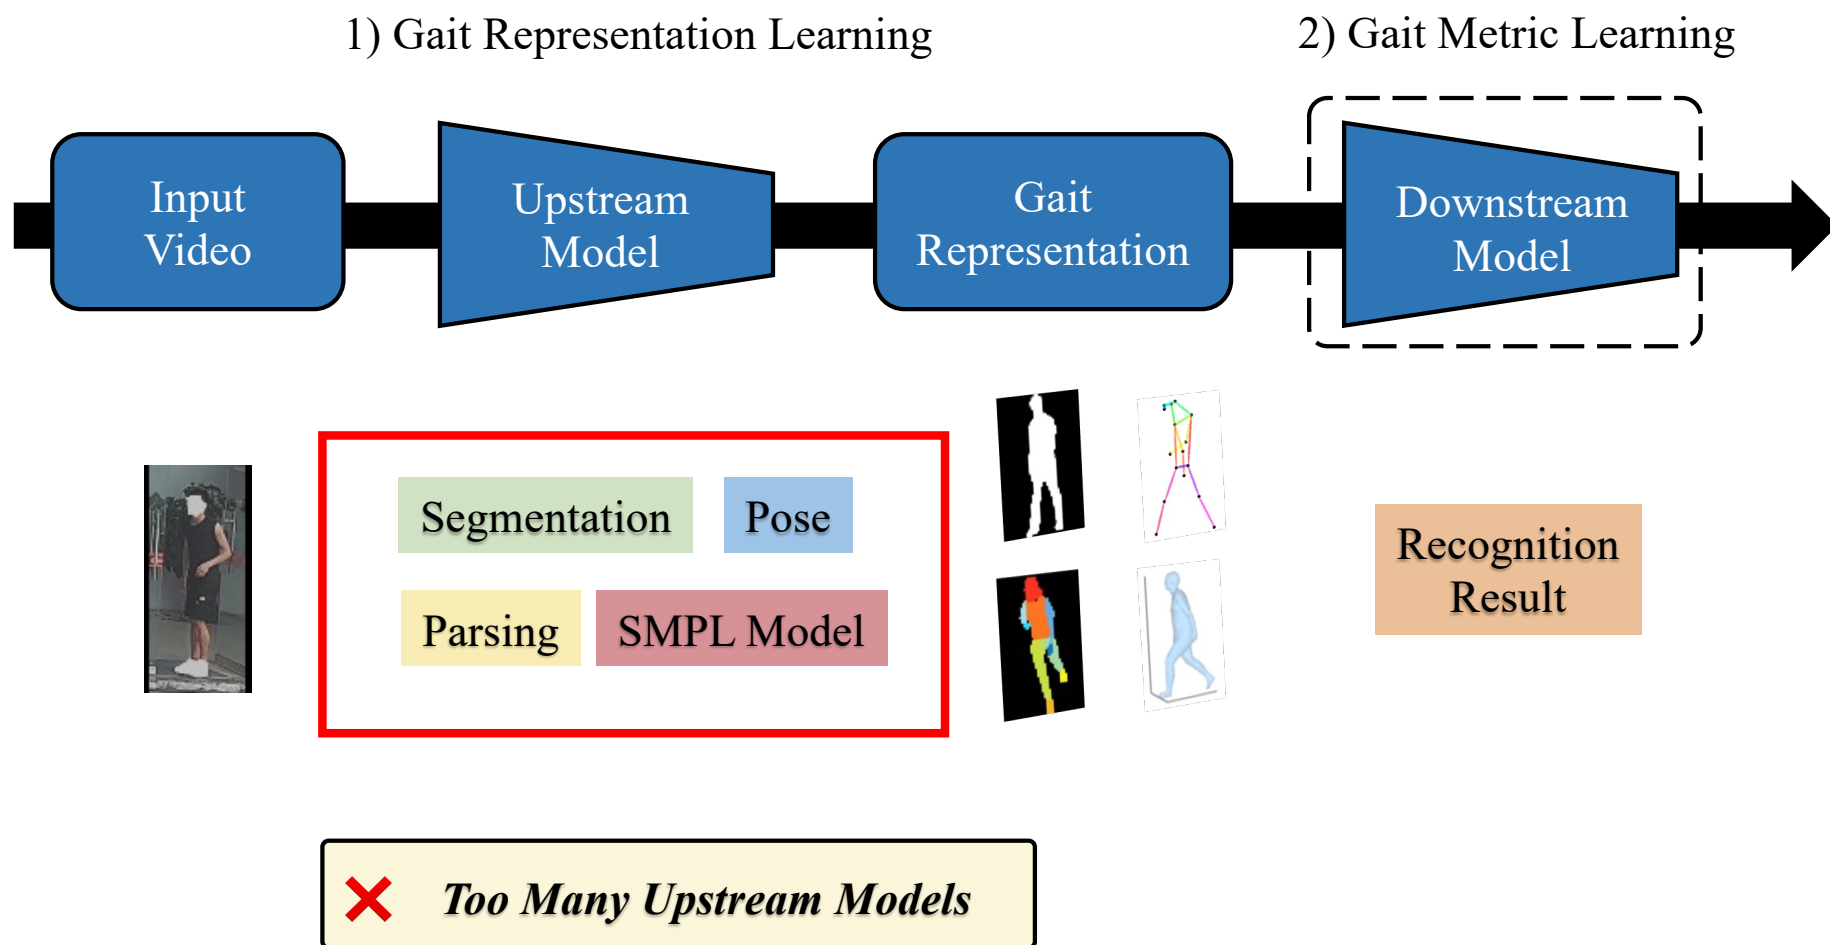 1) Gait Representation Learning
2) Gait Metric Learning
Input
Video
Upstream
Model
Gait
Representation
Downstream
Model
Segmentation
Pose
Parsing
SMPL Model
Recognition
Result
Too Many Upstream Models